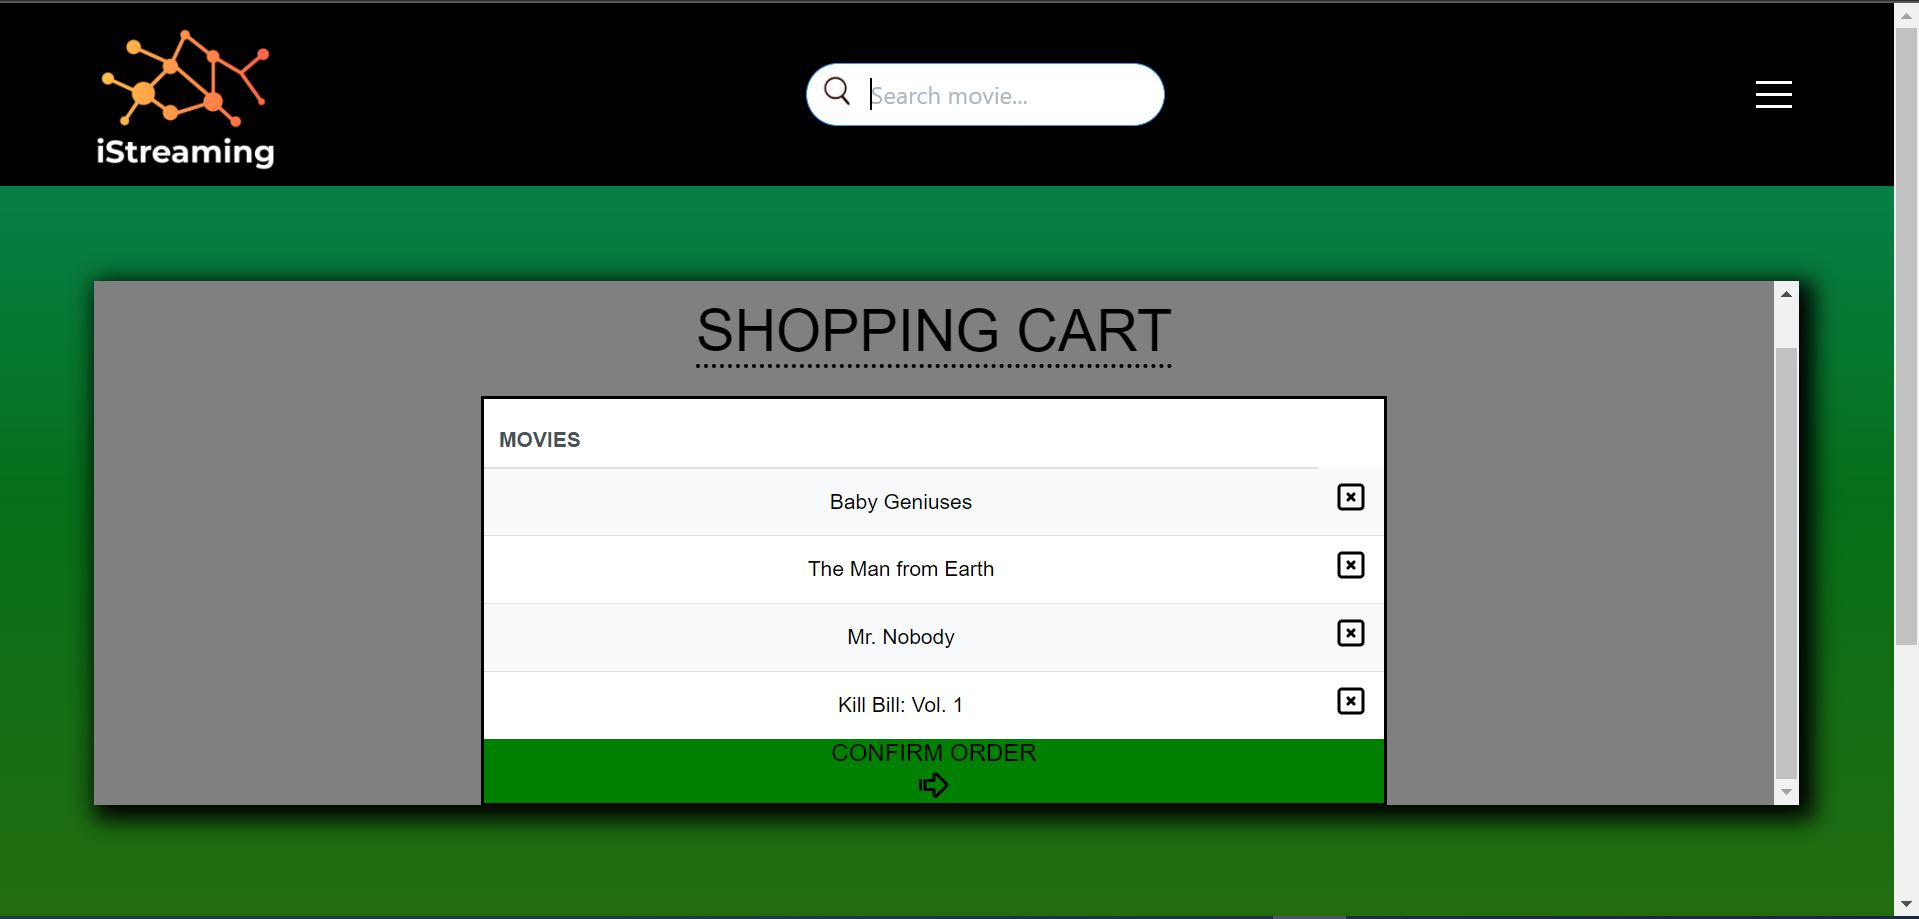 iStreaming
Search movie...
SHOPPING CART
MOVIES
Baby Geniuses
The Man from Earth
Mr. Nobody
Kill Bill: Vol. 1
CONFIRM ORDER